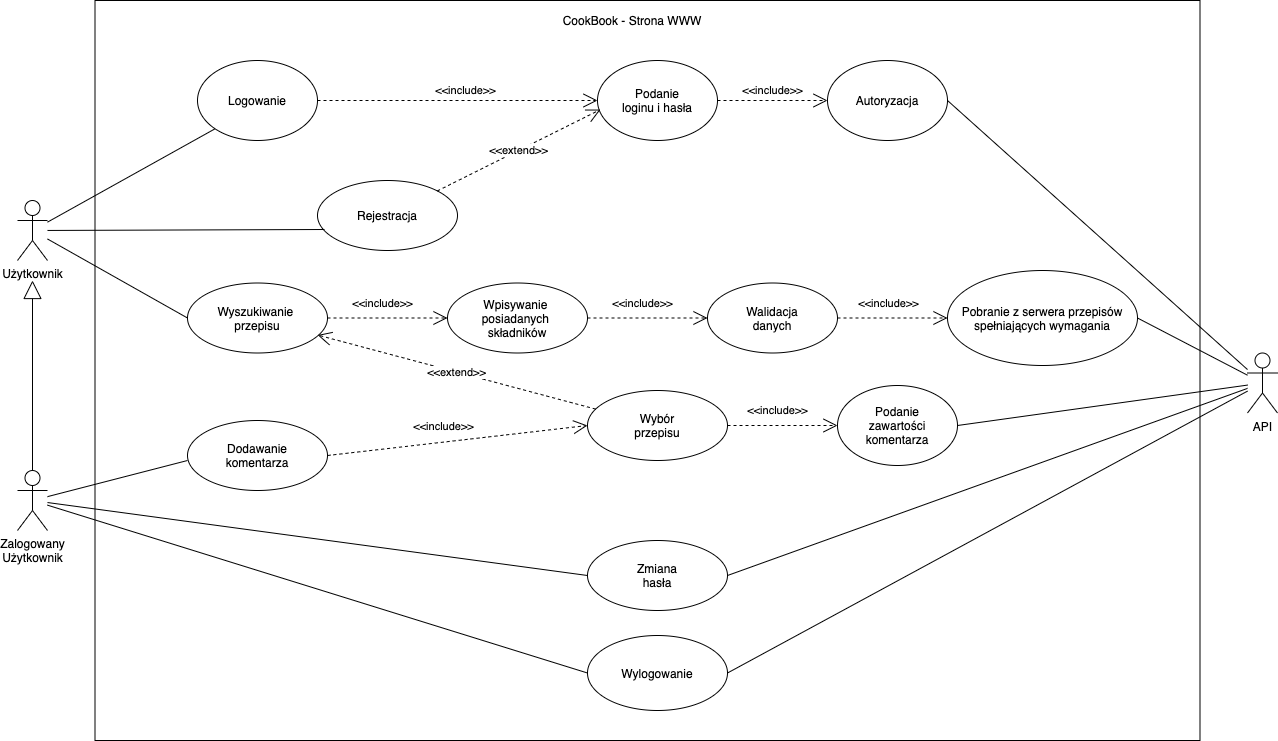 CookBook - Strona WWW
Logowanie
<<include>>
Podanie
loginu i hasła
<<include>>
Autoryzacja
<<extend>>
Rejestracja
Użytkownik
Wyszukiwanie
przepisu
<<include>>
Wpisywanie
posiadanych
składników
<<include>>
Walidacja
danych
<<include>>
Pobranie z serwera przepisów
spełniających wymagania
<<extend>>
API
Dodawanie
komentarza
<<include>>
Wybór
przepisu
<<include>>
Podanie
zawartości
komentarza
Zalogowany
Użytkownik
Zmiana
hasła
Wylogowanie